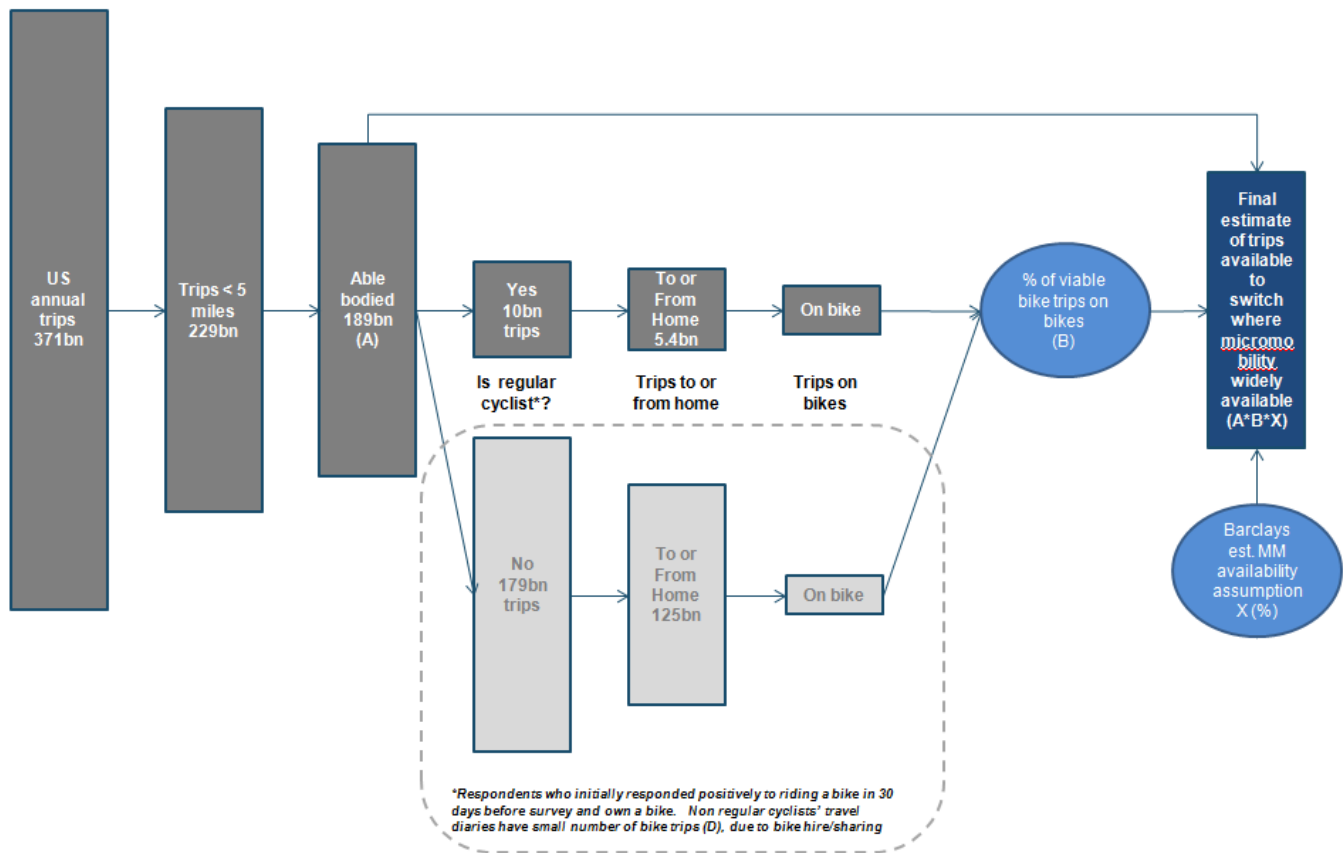 US
annual
trips
371bn
Trips < 5
miles
229bn
Able
bodied
189bn
(A)
Yes
10bn
trips
To or
From
Home
5.4bn
On bike
% of viable
bike trips on
bikes
(B)
Final
estimate
of trips
available
to
switch
where
micromo
bility
widely
available
(A*B*X)
Is regular
cyclist*?
Trips to or
from home
Trips on
bikes
No
179bn
trips
To or
From
Home
125bn
On bike
Barclays
est. MM
availability
assumption
X (%)
*Respondents who initially responded positively to riding a bike in 30
days before survey and own a bike. Non regular cyclists' travel
diaries have small number of bike trips (D), due to bike hire/sharing